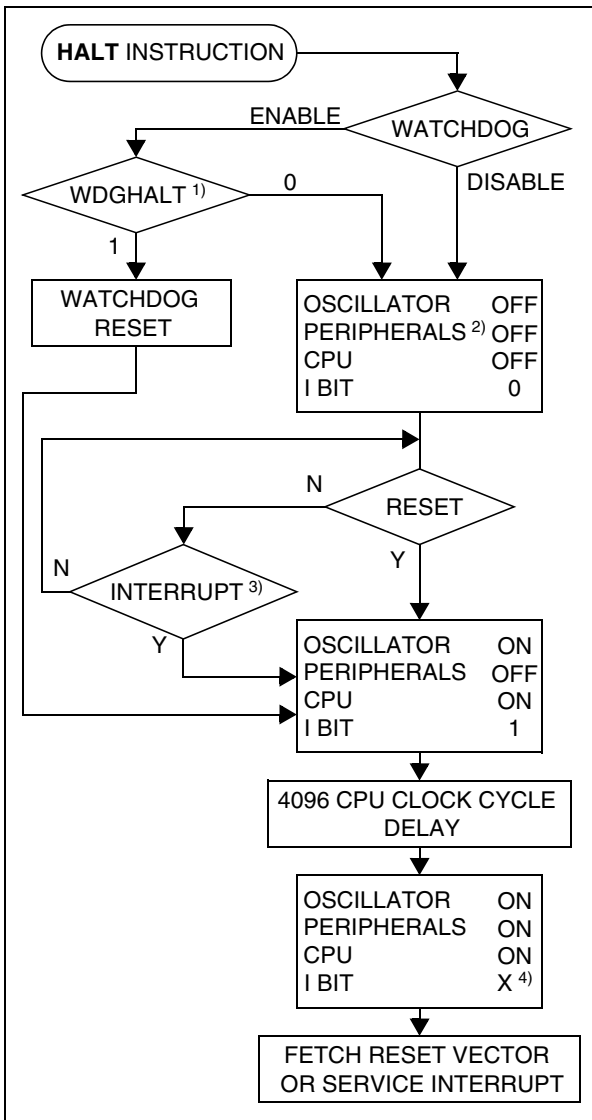 HALT INSTRUCTION
ENABLE
WATCHDOG
WDGHALT 1)
0
DISABLE
1
WATCHDOG
RESET
OSCILLATOR OFF
PERIPHERALS 2) OFF
CPU OFF
I BIT 0
N
RESET
N
INTERRUPT 3)
Y
Y
OSCILLATOR ON
PERIPHERALS OFF
CPU ON
I BIT 1
4096 CPU CLOCK CYCLE
DELAY
OSCILLATOR ON
PERIPHERALS ON
CPU ON
I BIT X 4)
FETCH RESET VECTOR
OR SERVICE INTERRUPT